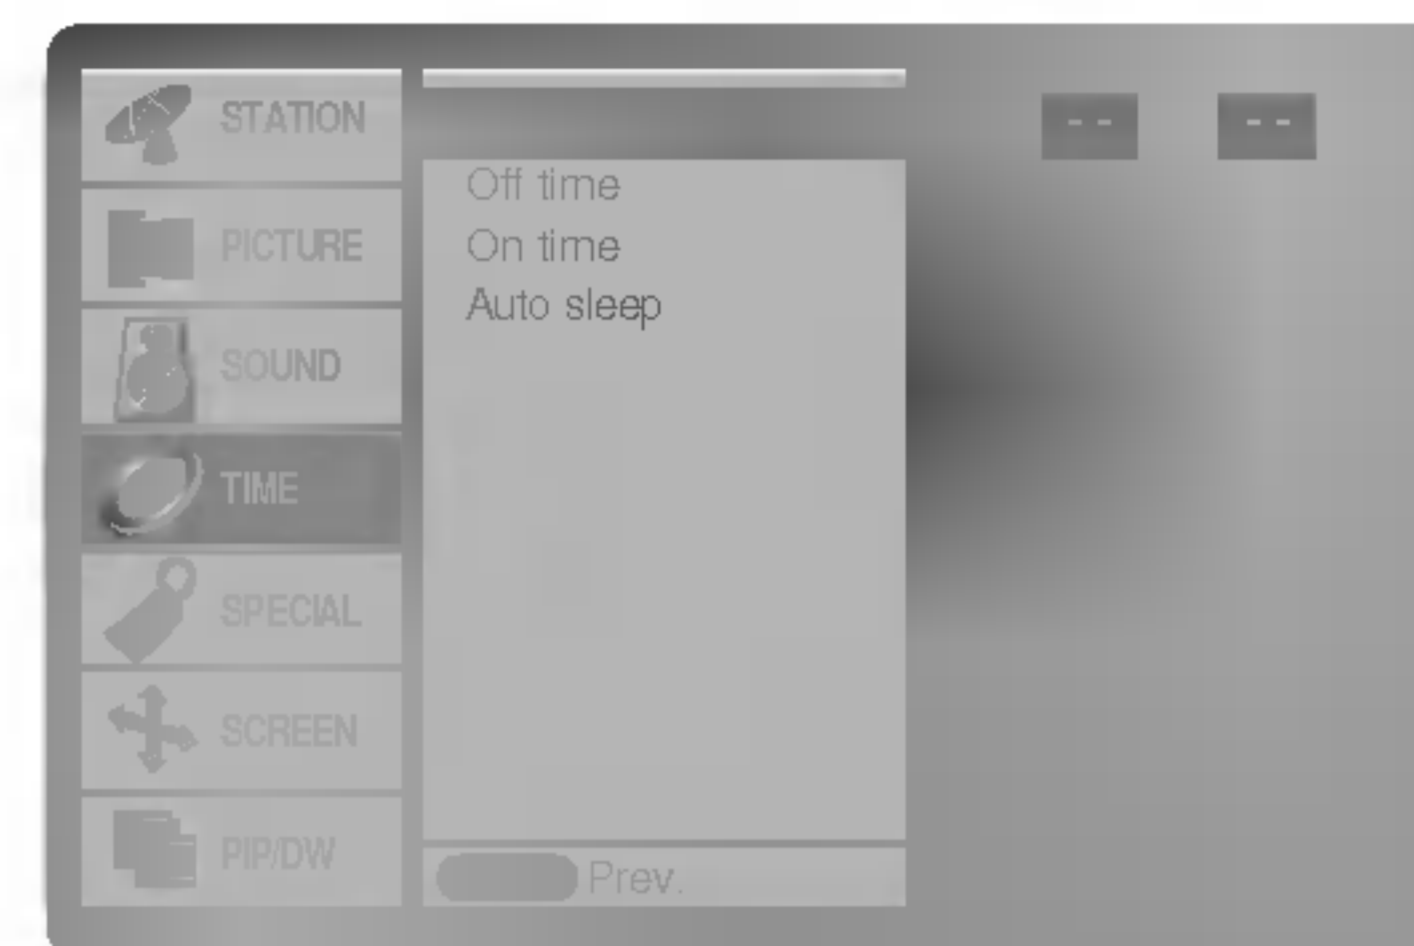 STATION
PICTURE
SOUND
TIME
SPECIAL
SCREEN
PIP/DW
- - - -
Off time
On time
Auto sleep
Prev.